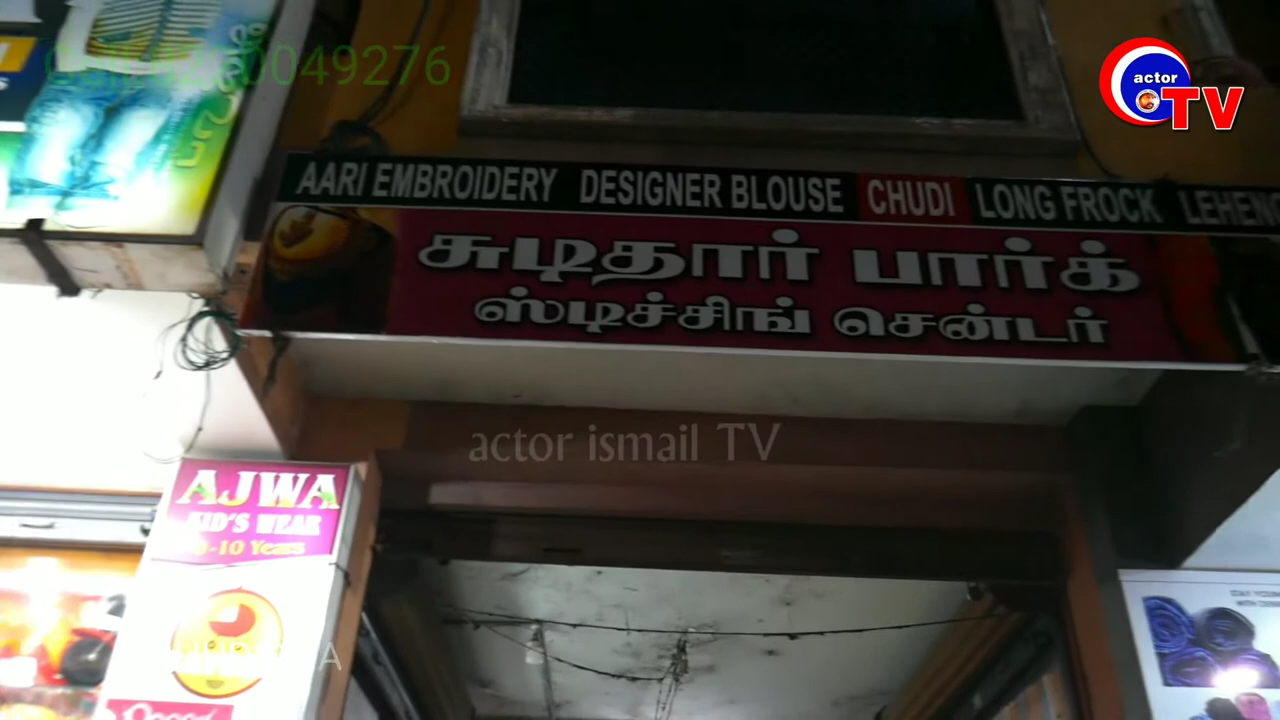 actor
TV
AARI EMBROIDERY DESIGNER BLOUSE CHUDI LONG FROCK
சுடிதார் பார்க்
ஸ்டிச்சிங் சென்டர்
actor ismail TV
AJWA
KID'S WEAR
-10 Years